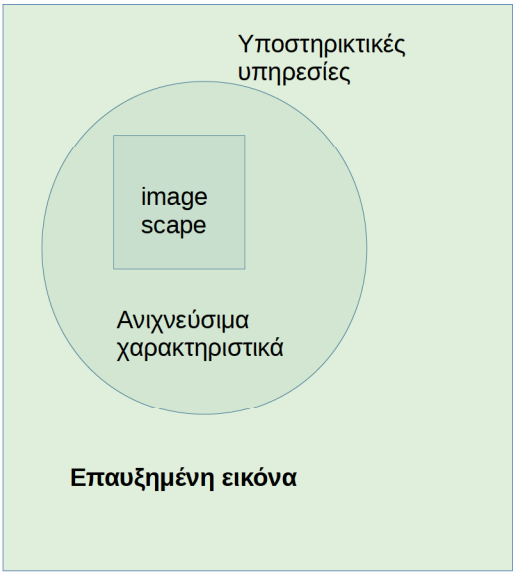 Υποστηρικτικές
υπηρεσίες
image
scape
Ανιχνεύσιμα
χαρακτηριστικά
Επαυξημένη εικόνα